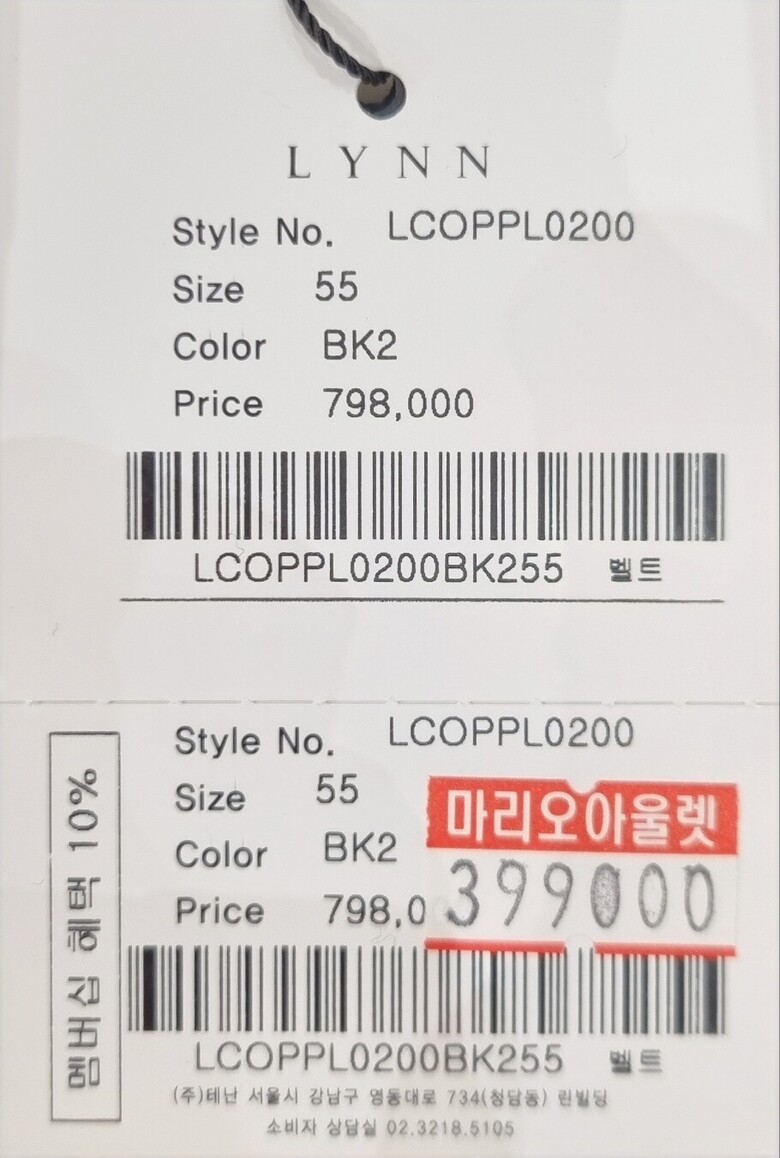 LYNN
Style No. LCOPPL0200
Size 55
Color BK2
Price 798,000
LCOPPL0200BK255 벨트
Style No. LCOPPL0200
Size 55
Color BK2
Price 798,0
마리오아울렛
399000
멤버십 혜택 10%
LCOPPL0200BK255 벨트
(주)테난 서울시 강남구 영동대로 734(청담동) 린빌딩
소비자 상담실 02.3218.5105